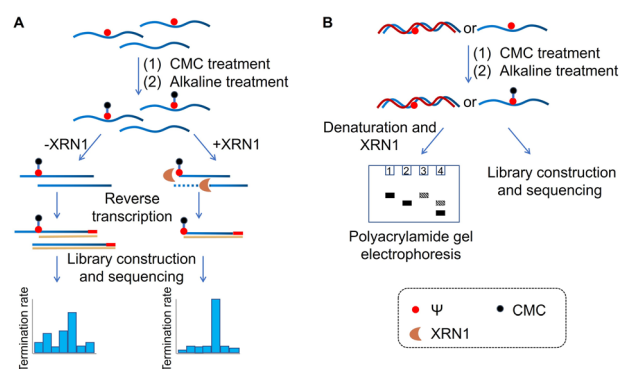 A
(1) CMC treatment
(2) Alkaline treatment
-XRN1
+XRN1
Reverse
transcription
Library construction
and sequencing
Termination rate
Termination rate
B
or
(1) CMC treatment
(2) Alkaline treatment
or
Denaturation and
XRN1
1 2 3 4
Polyacrylamide gel
electrophoresis
Library construction
and sequencing
Ψ
CMC
XRN1